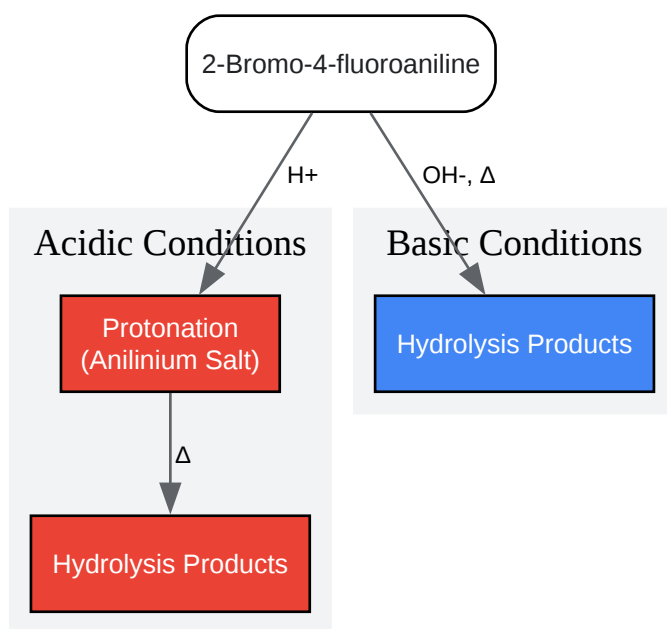 2-Bromo-4-fluoroaniline
H+
OH-, Δ
Acidic Conditions
Basic Conditions
Protonation
(Anilinium Salt)
Hydrolysis Products
Δ
Hydrolysis Products